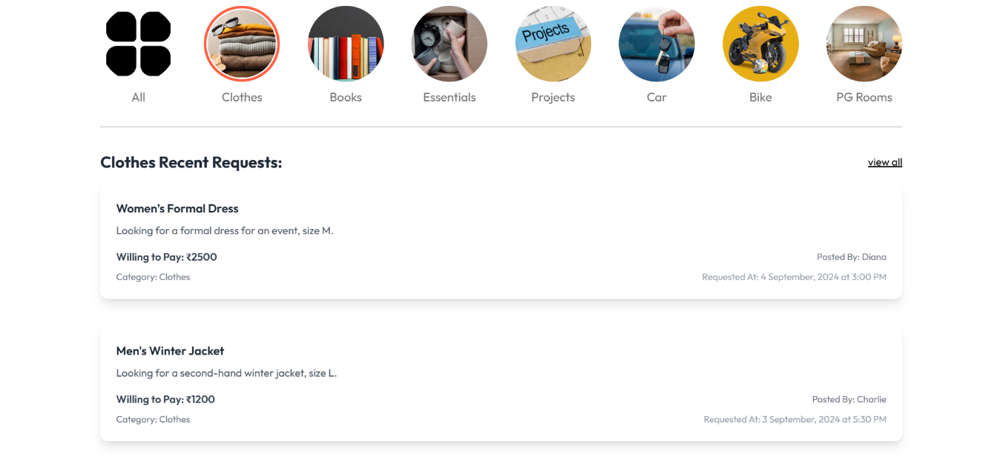 Projects
All
Clothes
Books
Essentials
Projects
Car
Bike
PG Rooms
Clothes Recent Requests:
view all
Women’s Formal Dress
Looking for a formal dress for an event, size M.
Willing to Pay: ₹2500
Posted By: Diana
Category: Clothes
Requested At: 4 September, 2024 at 3:00 PM
Men's Winter Jacket
Looking for a second-hand winter jacket, size L.
Willing to Pay: ₹1200
Posted By: Charlie
Category: Clothes
Requested At: 3 September, 2024 at 5:30 PM